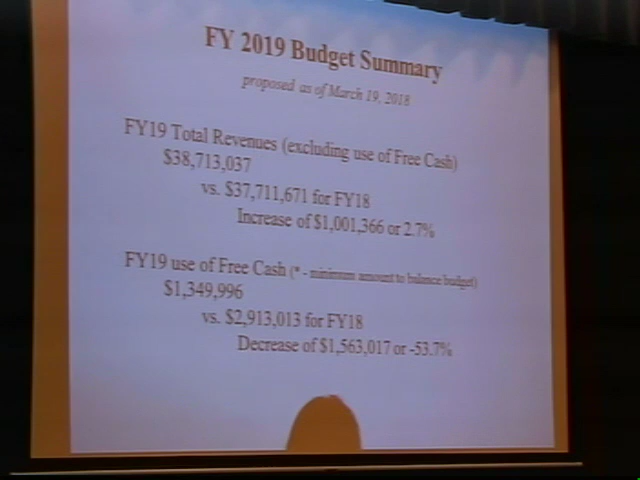 FY 2019 Budget Summary
proposed as of March 19, 2018
FY19 Total Revenues (excluding use of Free Cash)
$38,713,037
vs. $37,711,671 for FY18
Increase of $1,001,366 or 2.7%
FY19 use of Free Cash (* - minimum amount to balance budget)
$1,349,996
vs. $2,913,013 for FY18
Decrease of $1,563,017 or -53.7%